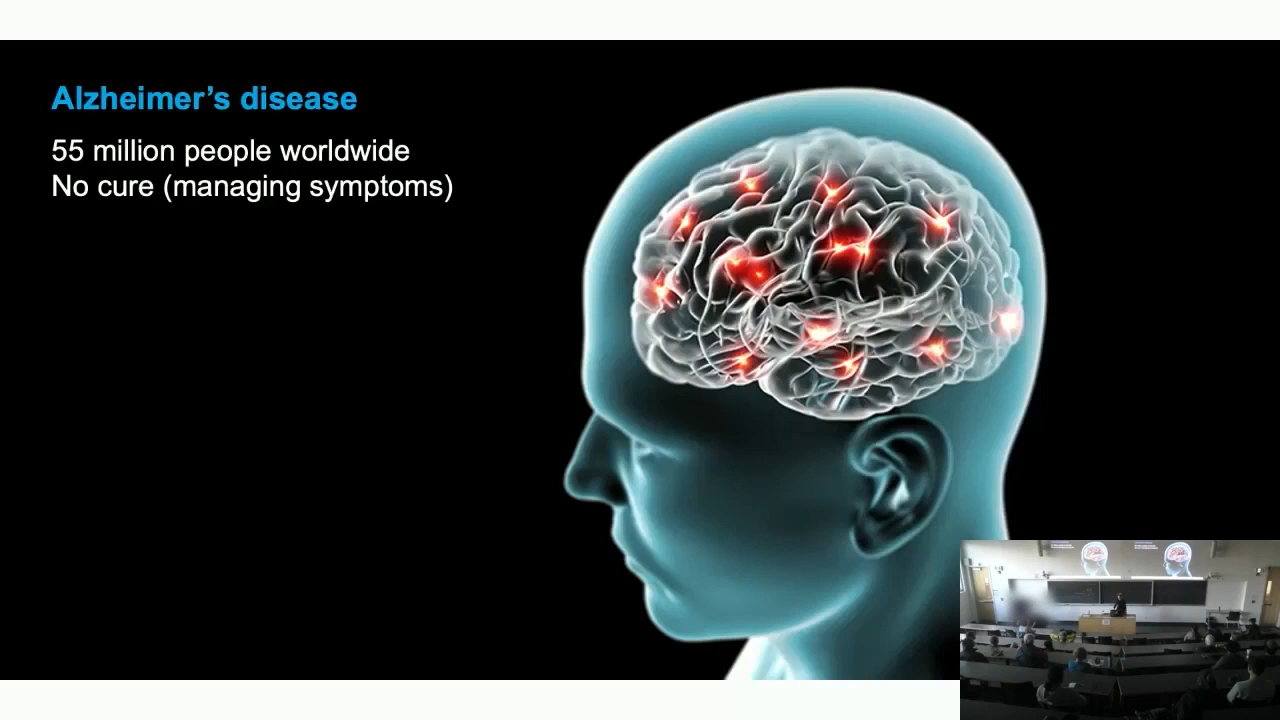 Alzheimer’s disease
55 million people worldwide
No cure (managing symptoms)